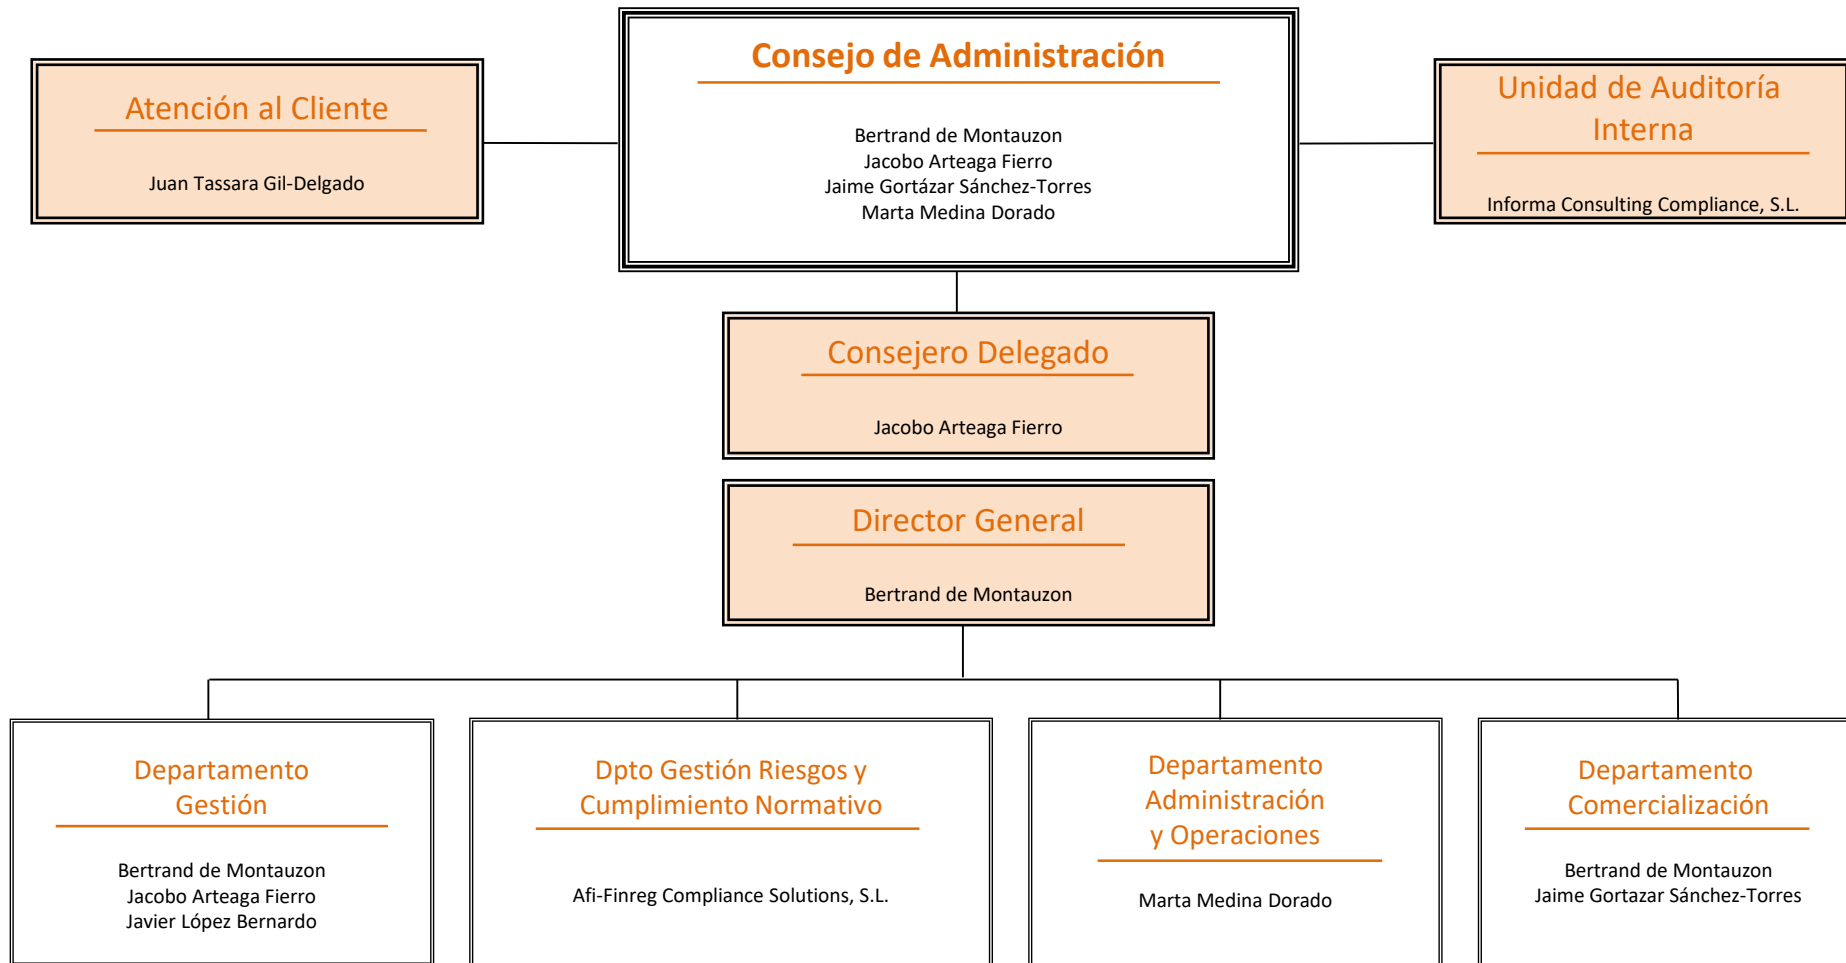 Consejo de Administración
Bertrand de Montauzon
Jacobo Arteaga Fierro
Jaime Gortázar Sánchez-Torres
Marta Medina Dorado
Atención al Cliente
Juan Tassara Gil-Delgado
Unidad de Auditoría
Interna
Informa Consulting Compliance, S.L.
Consejero Delegado
Jacobo Arteaga Fierro
Director General
Bertrand de Montauzon
Departamento
Gestión
Bertrand de Montauzon
Jacobo Arteaga Fierro
Javier López Bernardo
Dpto Gestión Riesgos y
Cumplimiento Normativo
Afi-Finreg Compliance Solutions, S.L.
Departamento
Administración
y Operaciones
Marta Medina Dorado
Departamento
Comercialización
Bertrand de Montauzon
Jaime Gortazar Sánchez-Torres